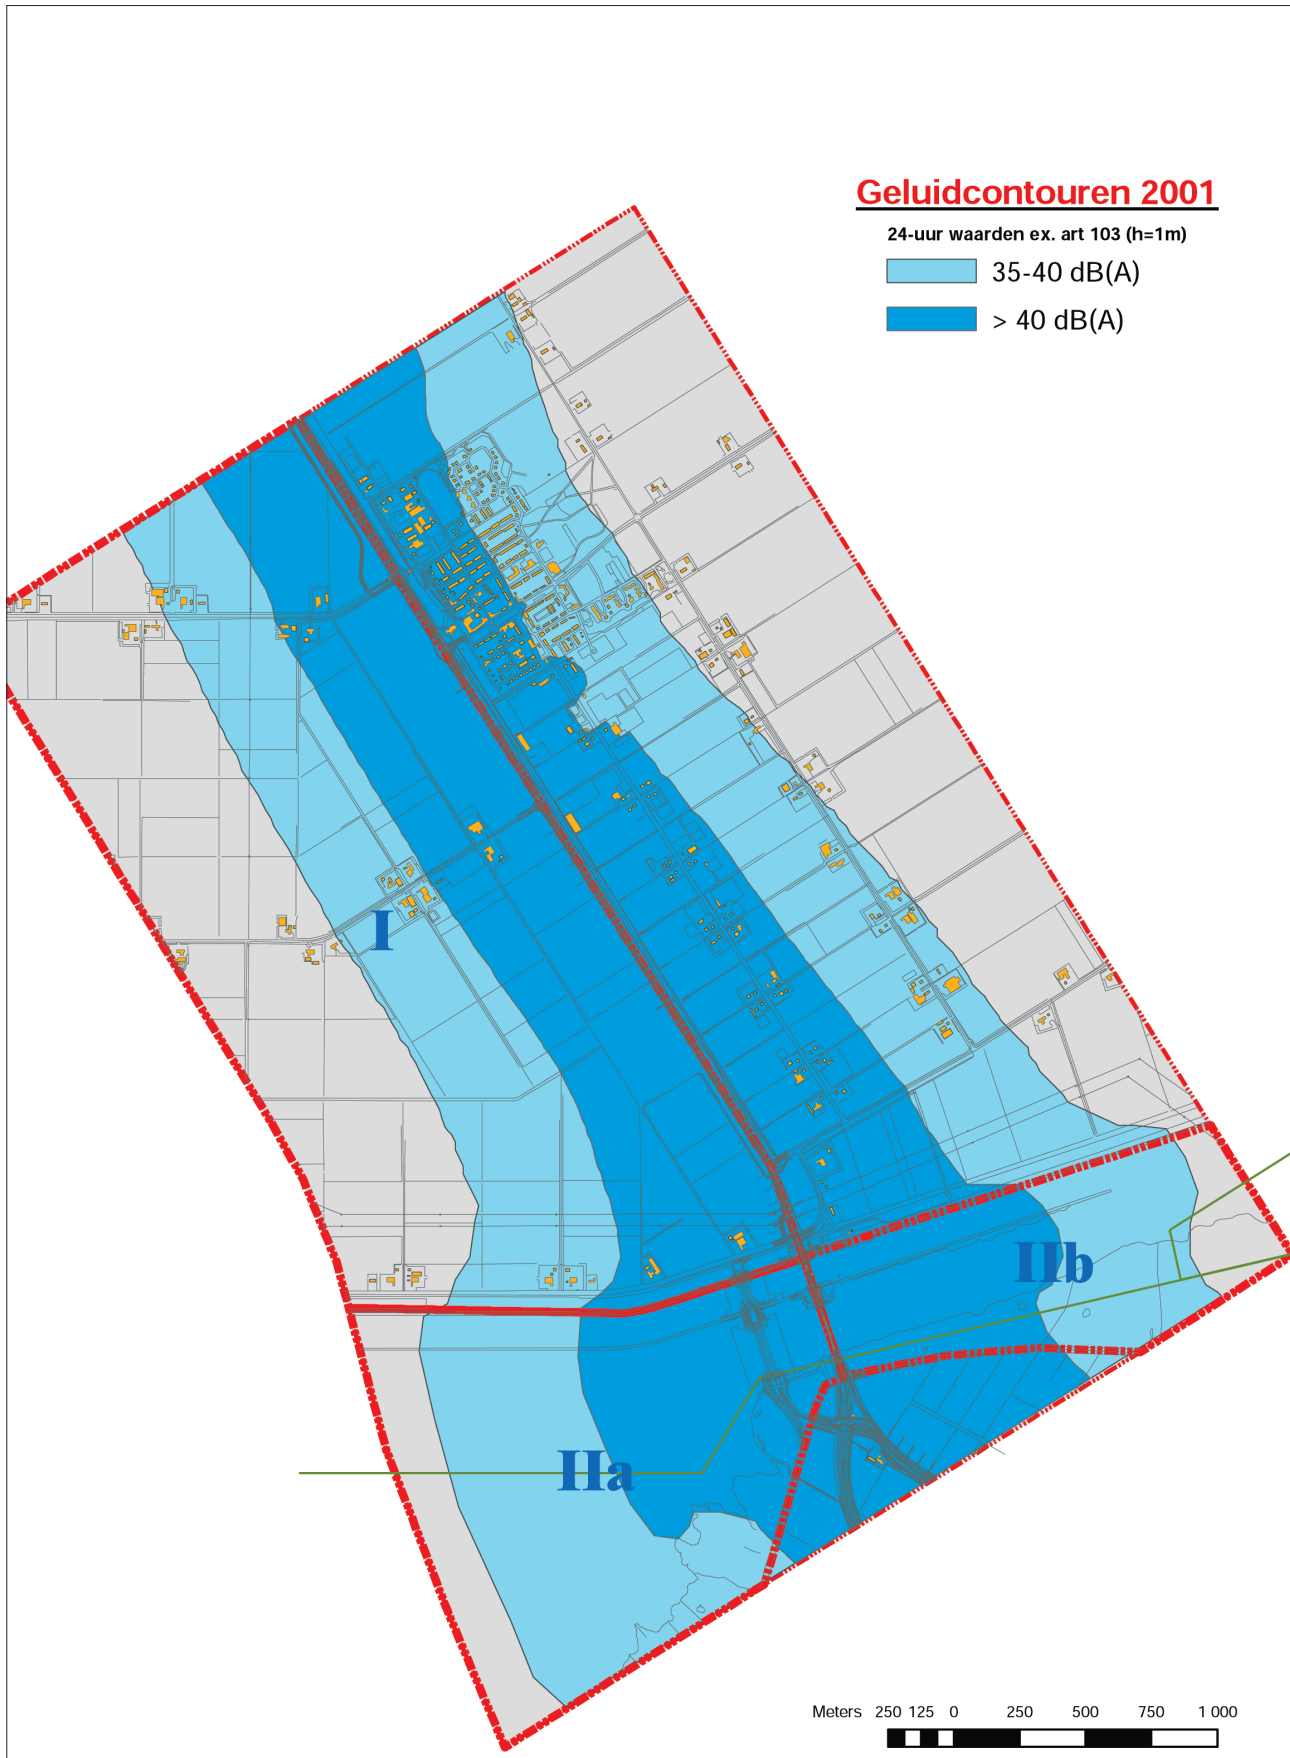 Geluidcontouren 2001
24-uur waarden ex. art 103 (h=1m)
35-40 dB(A)
> 40 dB(A)
I
IIb
IIa
Meters 250 125 0 250 500 750 1 000